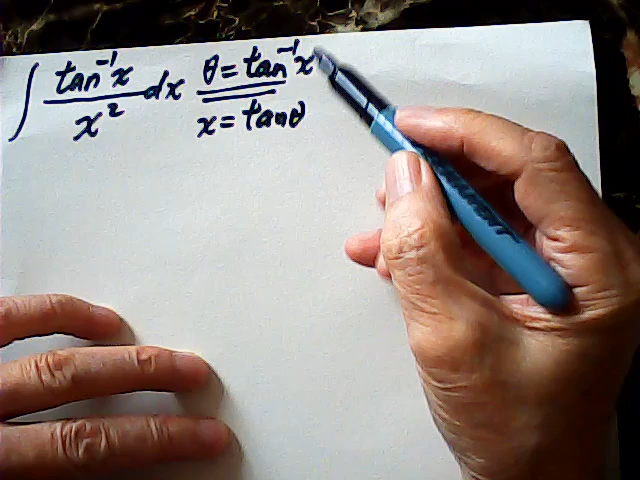 ∫ tan⁻¹x / x² dx θ = tan⁻¹x
x = tanθ